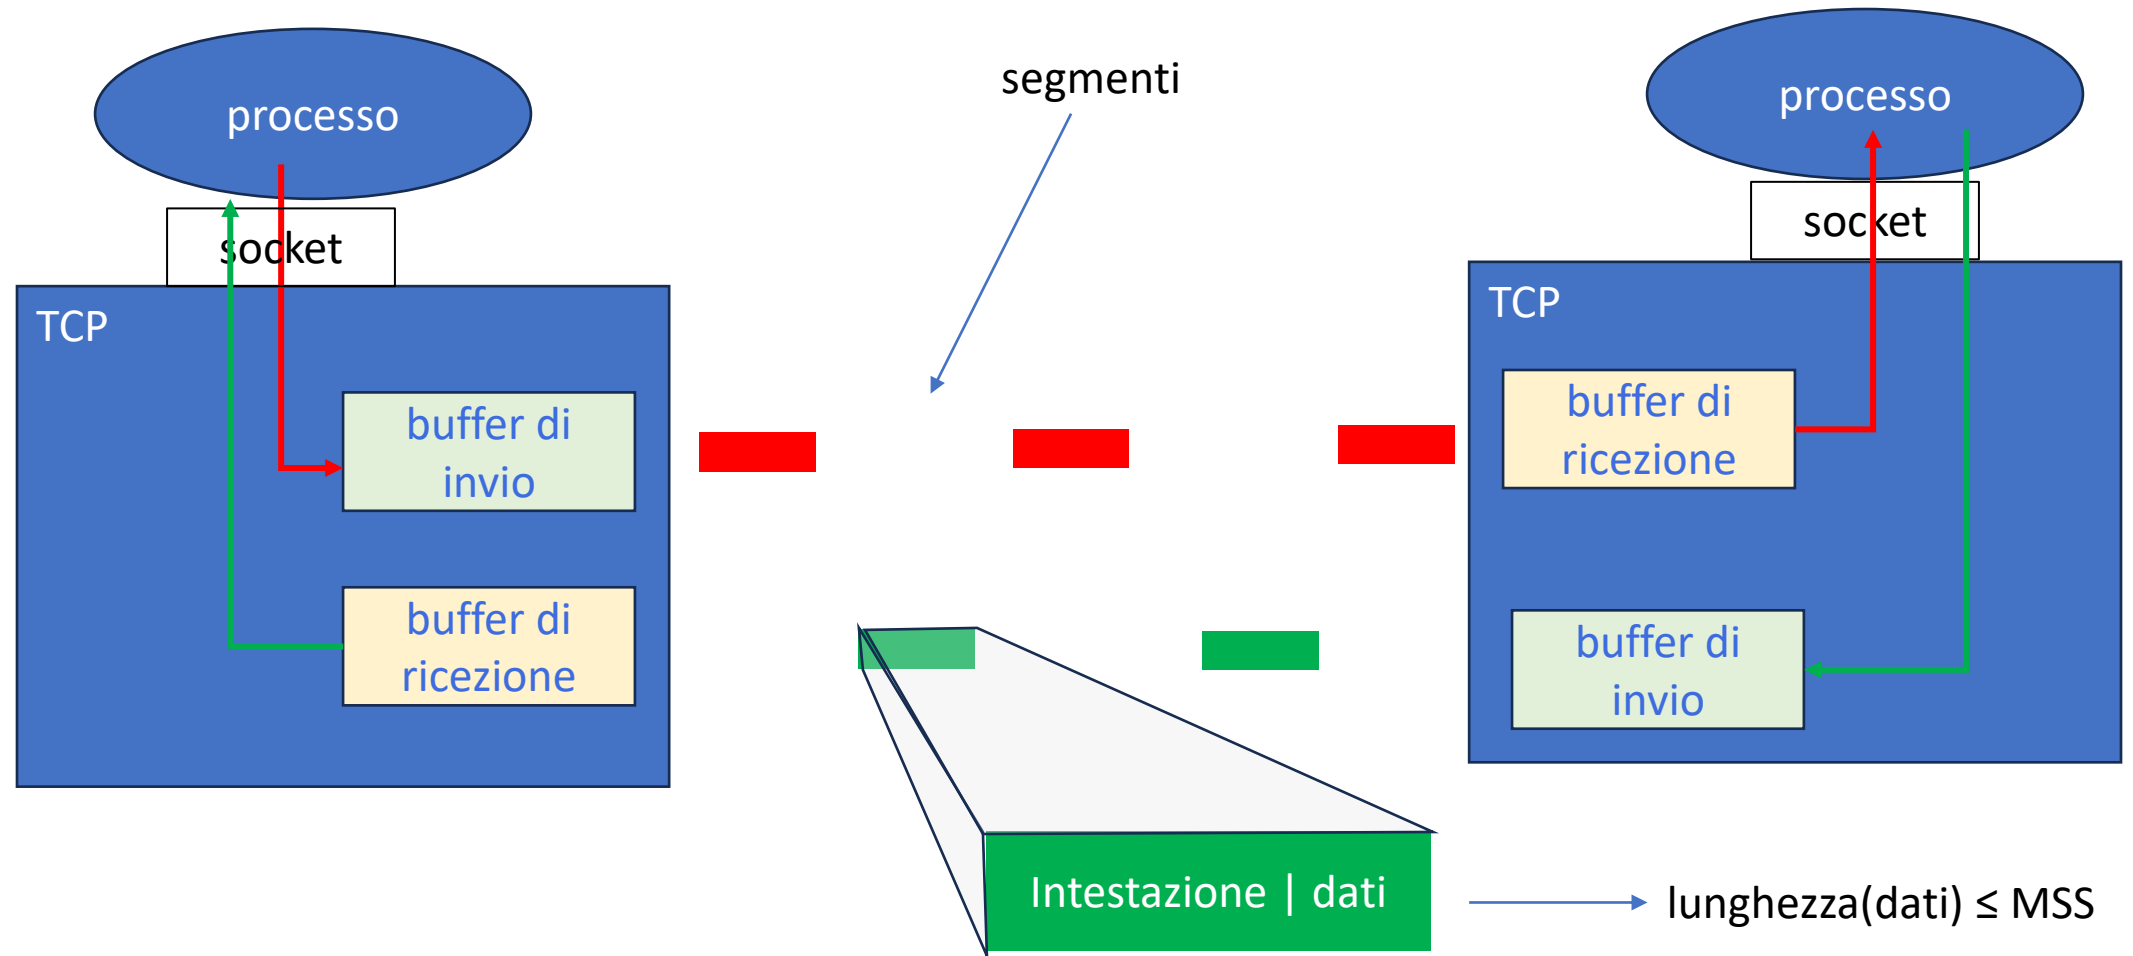 processo
socket
TCP
buffer di
invio
buffer di
ricezione
segmenti
Intestazione | dati
lunghezza(dati) ≤ MSS
processo
socket
TCP
buffer di
ricezione
buffer di
invio